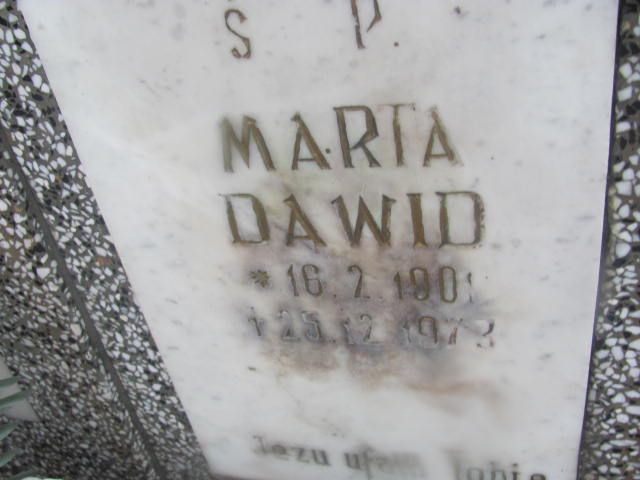 Ś P.
MARTA
DAWID
* 16.2.1901
† 25.12.1973
Jezu ufam Tobie